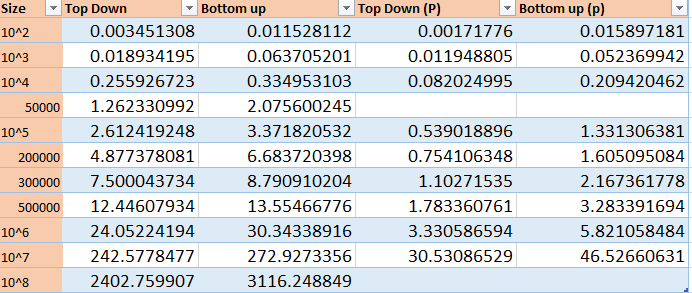 Size Top Down Bottom up Top Down (P) Bottom up (p)
10^2 0.003451308 0.011528112 0.00171776 0.015897181
10^3 0.018934195 0.063705201 0.011948805 0.052369942
10^4 0.255926723 0.334953103 0.082024995 0.209420462
50000 1.262330992 2.075600245
10^5 2.612419248 3.371820532 0.539018896 1.331306381
200000 4.877378081 6.683720398 0.754106348 1.605095084
300000 7.500043734 8.790910204 1.10271535 2.167361778
500000 12.44607934 13.55466776 1.783360761 3.283391694
10^6 24.05224194 30.34338916 3.330586594 5.821058484
10^7 242.5778477 272.9273356 30.53086529 46.52660631
10^8 2402.759907 3116.248849